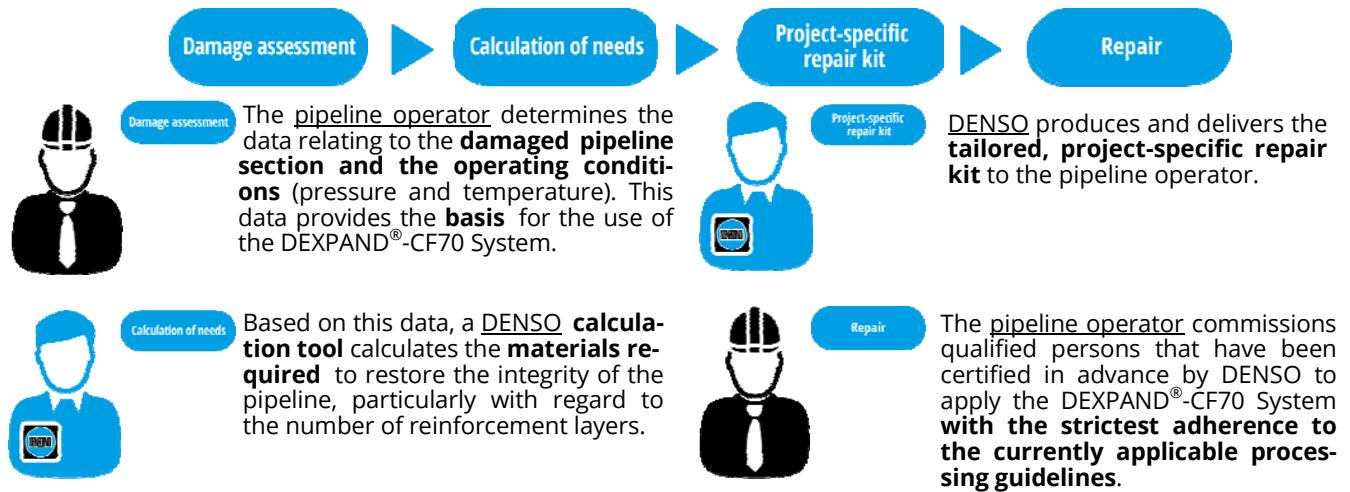 Damage assessment
Calculation of needs
Project-specific
repair kit
Repair
Damage assessment
The pipeline operator determines the
data relating to the damaged pipeline
section and the operating conditi-
ons (pressure and temperature). This
data provides the basis for the use of
the DEXPAND®-CF70 System.
Project-specific
repair kit
DENSO produces and delivers the
tailored, project-specific repair
kit to the pipeline operator.
DENSO
Calculation of needs
Based on this data, a DENSO calcula-
tion tool calculates the materials re-
quired to restore the integrity of the
pipeline, particularly with regard to
the number of reinforcement layers.
DENSO
Repair
The pipeline operator commissions
qualified persons that have been
certified in advance by DENSO to
apply the DEXPAND®-CF70 System
with the strictest adherence to
the currently applicable proces-
sing guidelines.